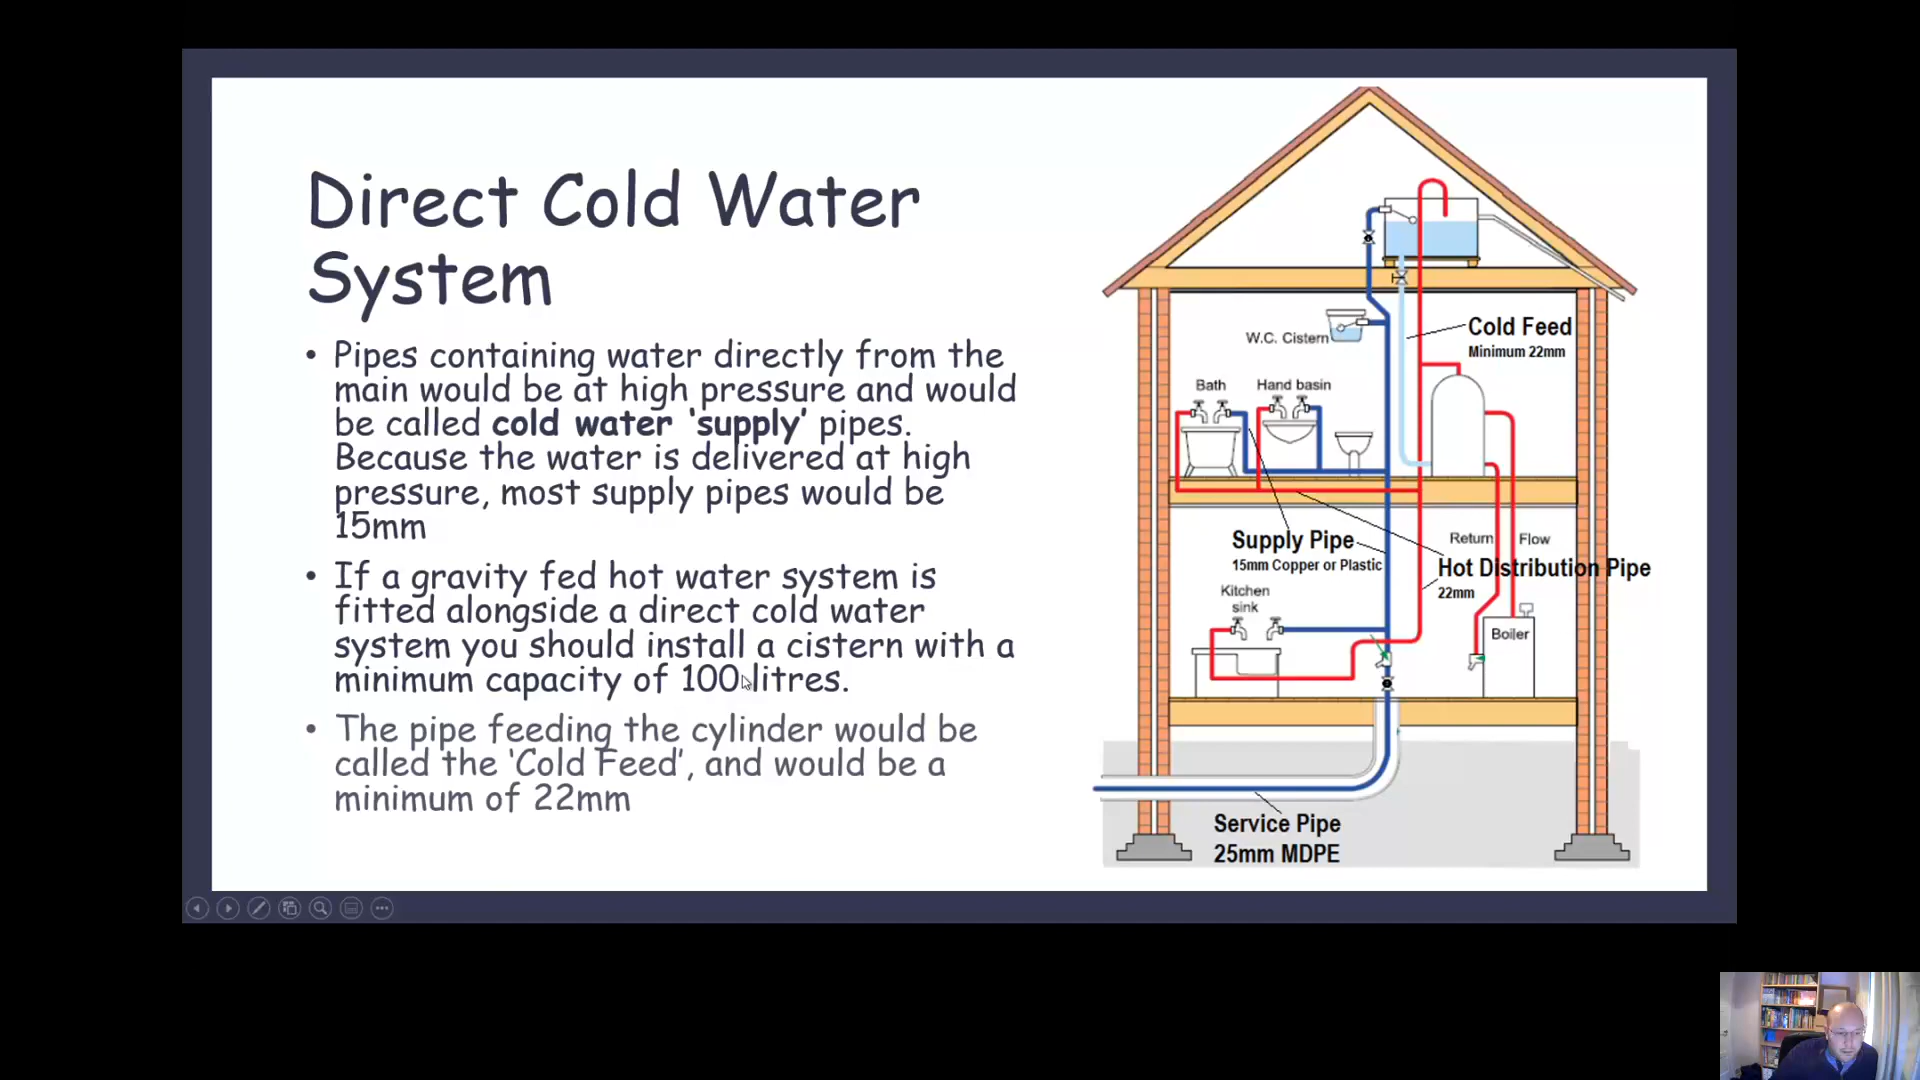 Direct Cold Water
System
• Pipes containing water directly from the
main would be at high pressure and would
be called cold water ‘supply’ pipes.
Because the water is delivered at high
pressure, most supply pipes would be
15mm
• If a gravity fed hot water system is
fitted alongside a direct cold water
system you should install a cistern with a
minimum capacity of 100 litres.
• The pipe feeding the cylinder would be
called the ‘Cold Feed’, and would be a
minimum of 22mm
Cold Feed
Minimum 22mm
W.C. Cistern
Bath
Hand basin
Supply Pipe
15mm Copper or Plastic
Return
Flow
Hot Distribution Pipe
22mm
Kitchen
sink
Boiler
Service Pipe
25mm MDPE